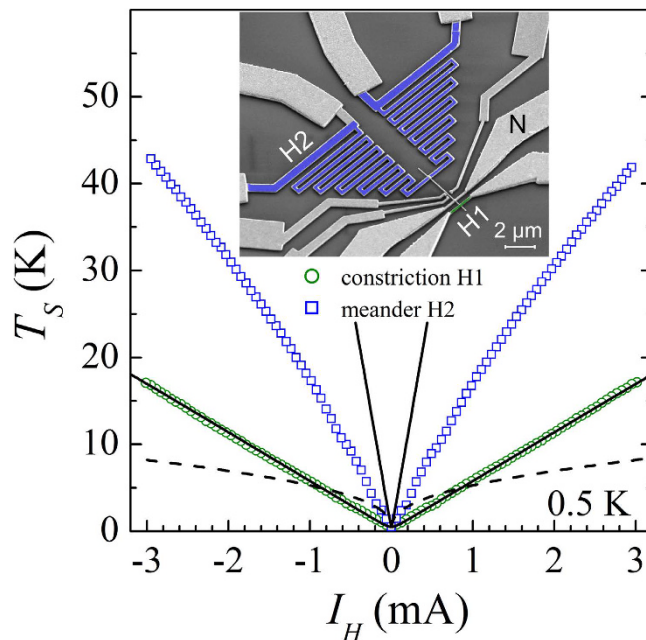 T_S (K)
50
40
30
20
10
0
H2
N
H1
2 µm
constriction H1
meander H2
0.5 K
-3 -2 -1 0 1 2 3
I_H (mA)